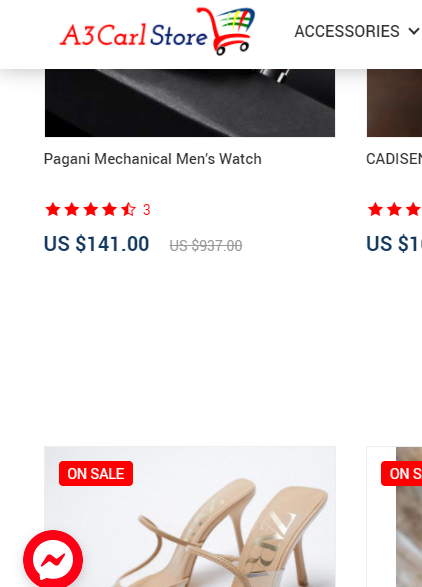 A3Carl Store
ACCESSORIES
Pagani Mechanical Men's Watch
CADISEN
3
US $141.00 US $937.00
US $1
ON SALE
ON S
ZARA